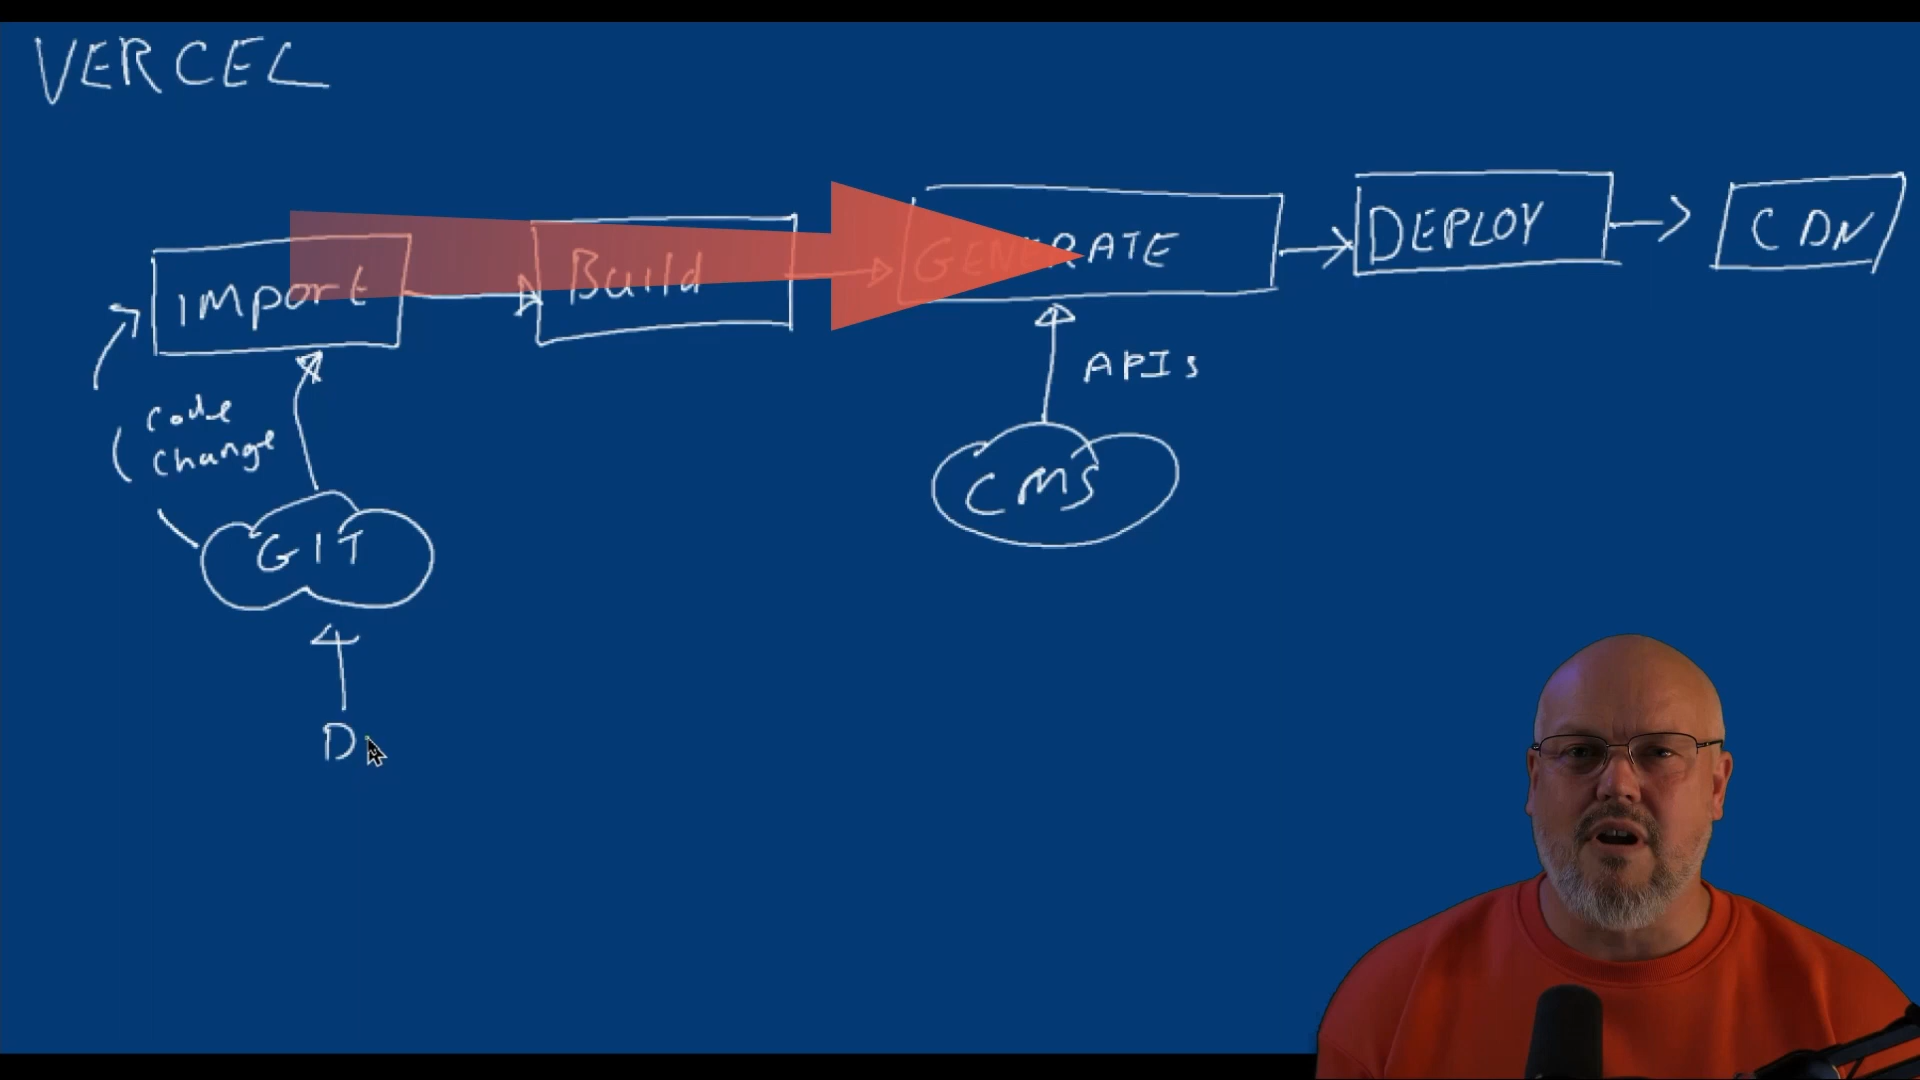 VERCEL
import
Build
GENERATE
DEPLOY
CDN
APIs
Code
Change
CMS
GIT
D